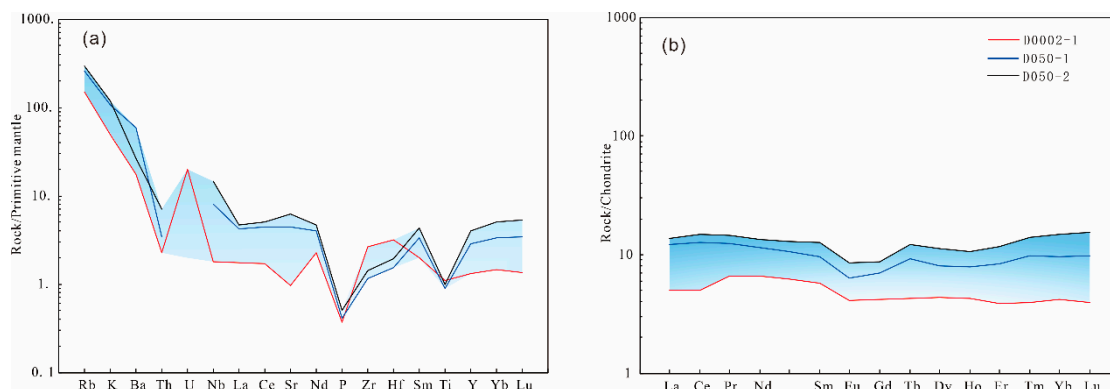 (a)
Rock/Primitive mantle
1000.
100.
10.
1.
0. 1
Rb K Ba Th U Nb La Ce Sr Nd P Zr Hf Sm Ti Y Yb Lu
(b)
D0002-1
D050-1
D050-2
Rock/Chondrite
1000
100
10
1
La Ce Pr Nd Sm Eu Gd Tb Dy Ho Er Tm Yb Lu